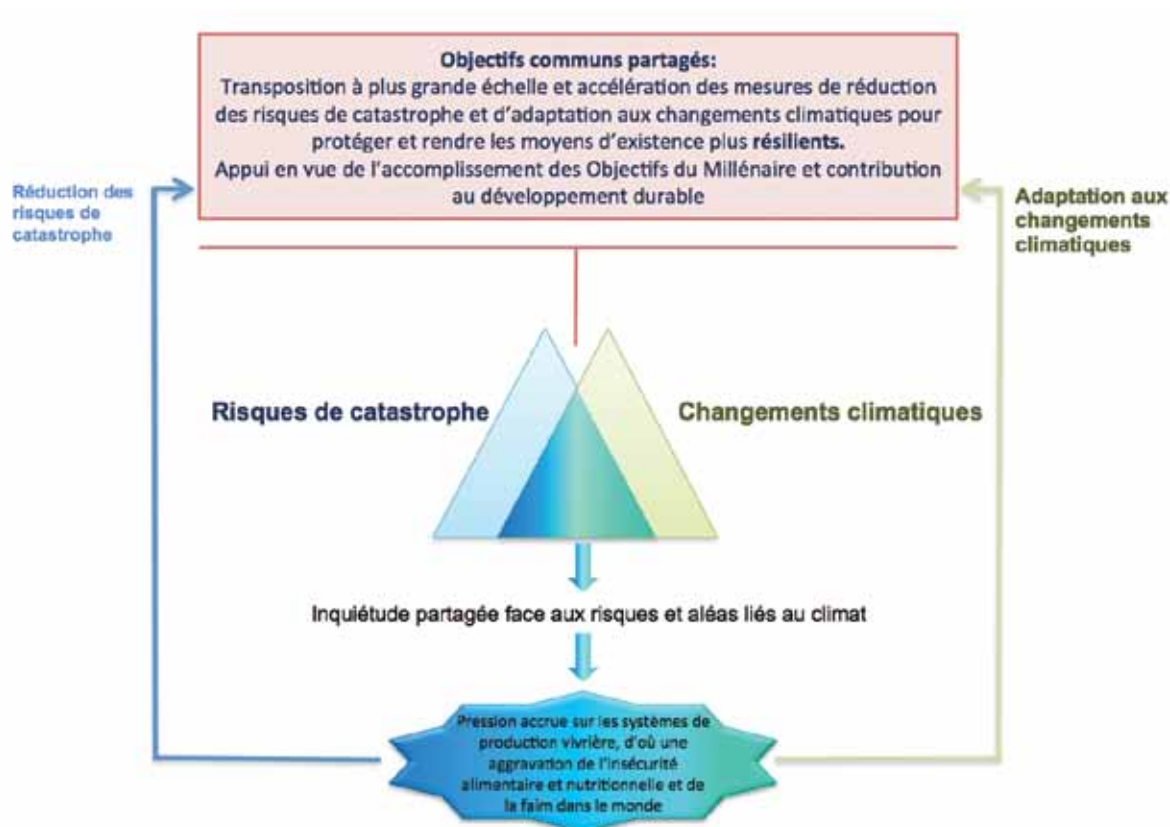 Objectifs communs partagés:
Transposition à plus grande échelle et accélération des mesures de réduction
des risques de catastrophe et d'adaptation aux changements climatiques pour
protéger et rendre les moyens d'existence plus résilients.
Appui en vue de l'accomplissement des Objectifs du Millénaire et contribution
au développement durable
Réduction des
risques de
catastrophe
Adaptation aux
changements
climatiques
Risques de catastrophe
Changements climatiques
Inquiétude partagée face aux risques et aléas liés au climat
Pression accrue sur les systèmes de
production vivrière, d'où une
aggravation de l'insécurité
alimentaire et nutritionnelle et de
la faim dans le monde